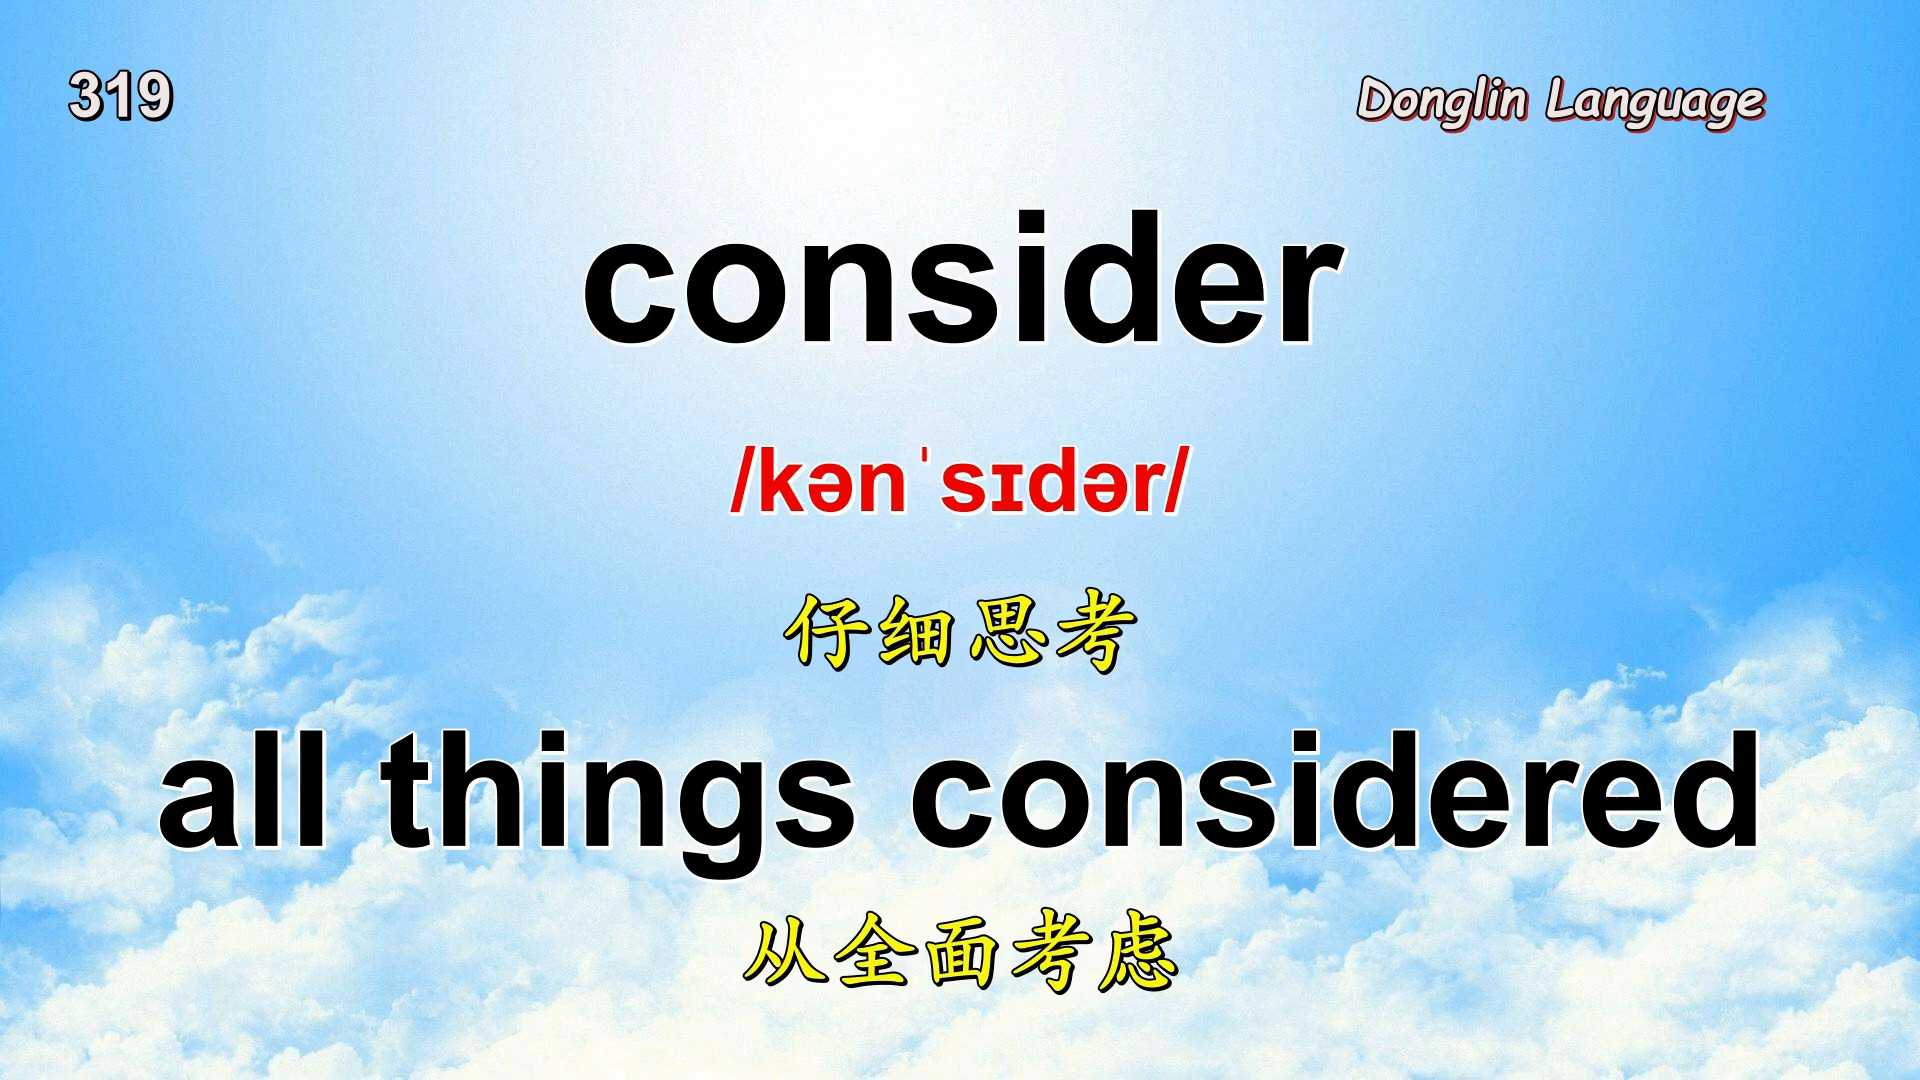 319
Donglin Language
consider
/kənˈsɪdər/
仔细思考
all things considered
从全面考虑